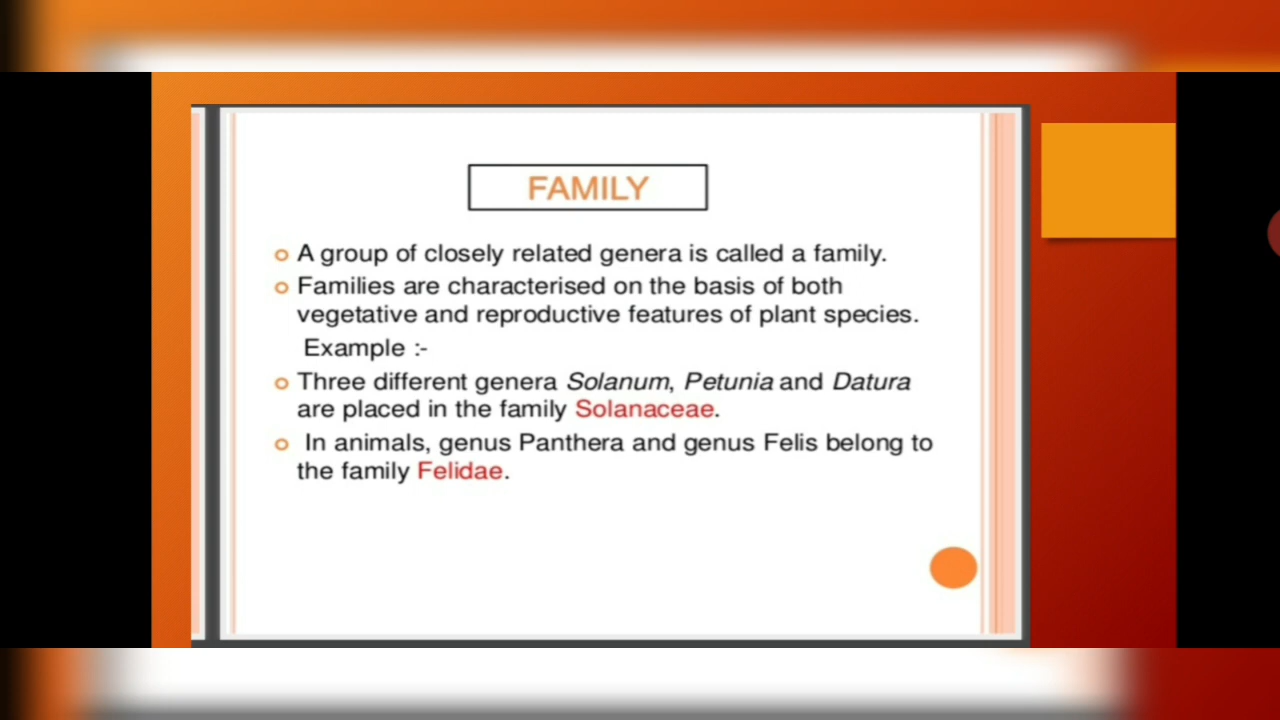 FAMILY
A group of closely related genera is called a family.
Families are characterised on the basis of both
vegetative and reproductive features of plant species.
Example :-
Three different genera Solanum, Petunia and Datura
are placed in the family Solanaceae.
In animals, genus Panthera and genus Felis belong to
the family Felidae.